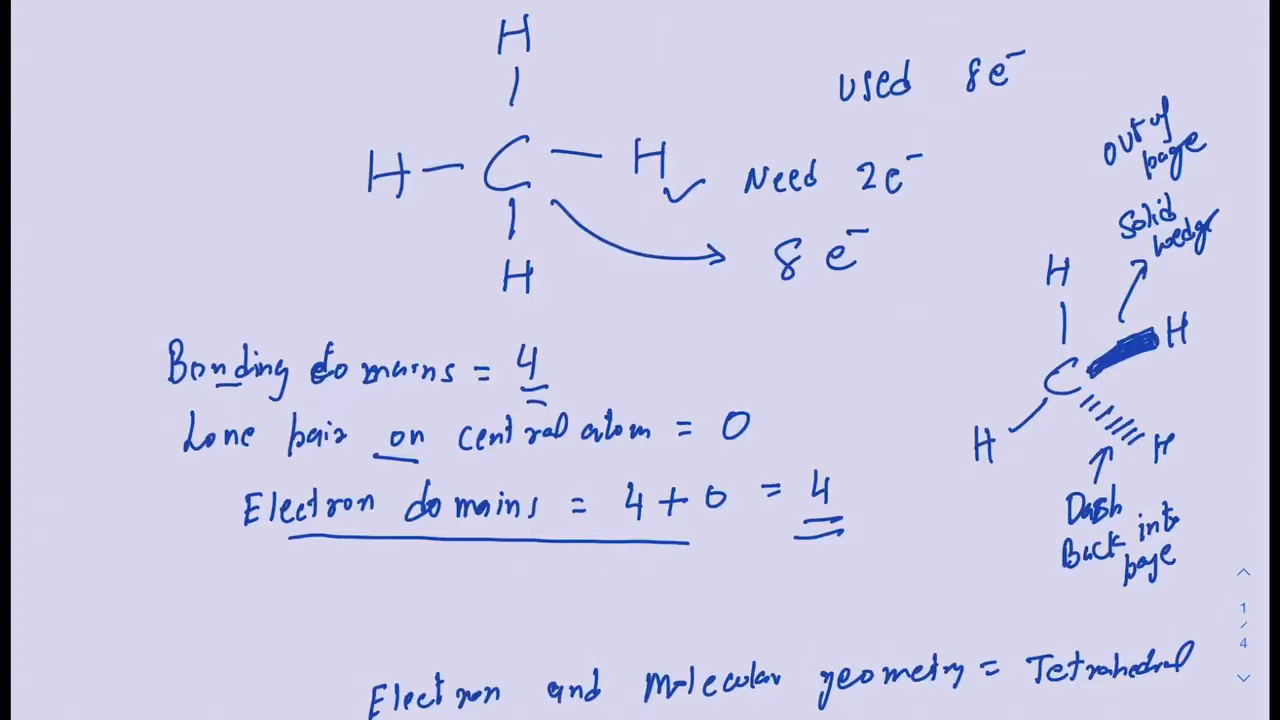 H
H - C - H
H
used 8e⁻
Need 2e⁻
8 e⁻
out of
page
solid
wedge
H
C H
H H
Dash
Back into
page
Bonding domains = 4
Lone pair on central atom = 0
Electron domains = 4 + 0 = 4
Electron and Molecular geometry = Tetrahedral
1
/
4